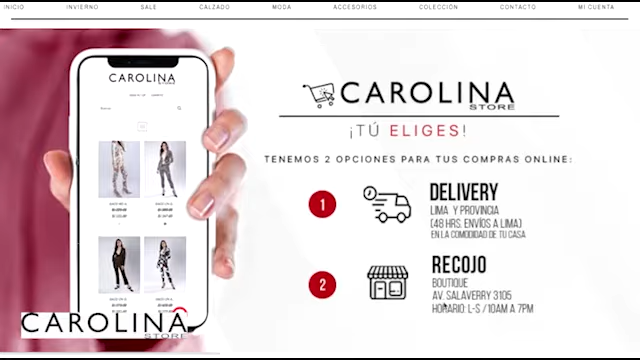 INICIO INVIERNO SALE CALZADO MODA ACCESORIOS COLECCIÓN CONTACTO MI CUENTA
CAROLINA
CAROLINA
STORE
¡TÚ ELIGES!
TENEMOS 2 OPCIONES PARA TUS COMPRAS ONLINE:
1
DELIVERY
LIMA Y PROVINCIA
(48 HRS. ENVÍOS A LIMA)
EN LA COMODIDAD DE TU CASA
2
RECOJO
BOUTIQUE
AV. SALAVERRY 3105
HORARIO: L-S / 10AM A 7PM
CAROLINA
STORE